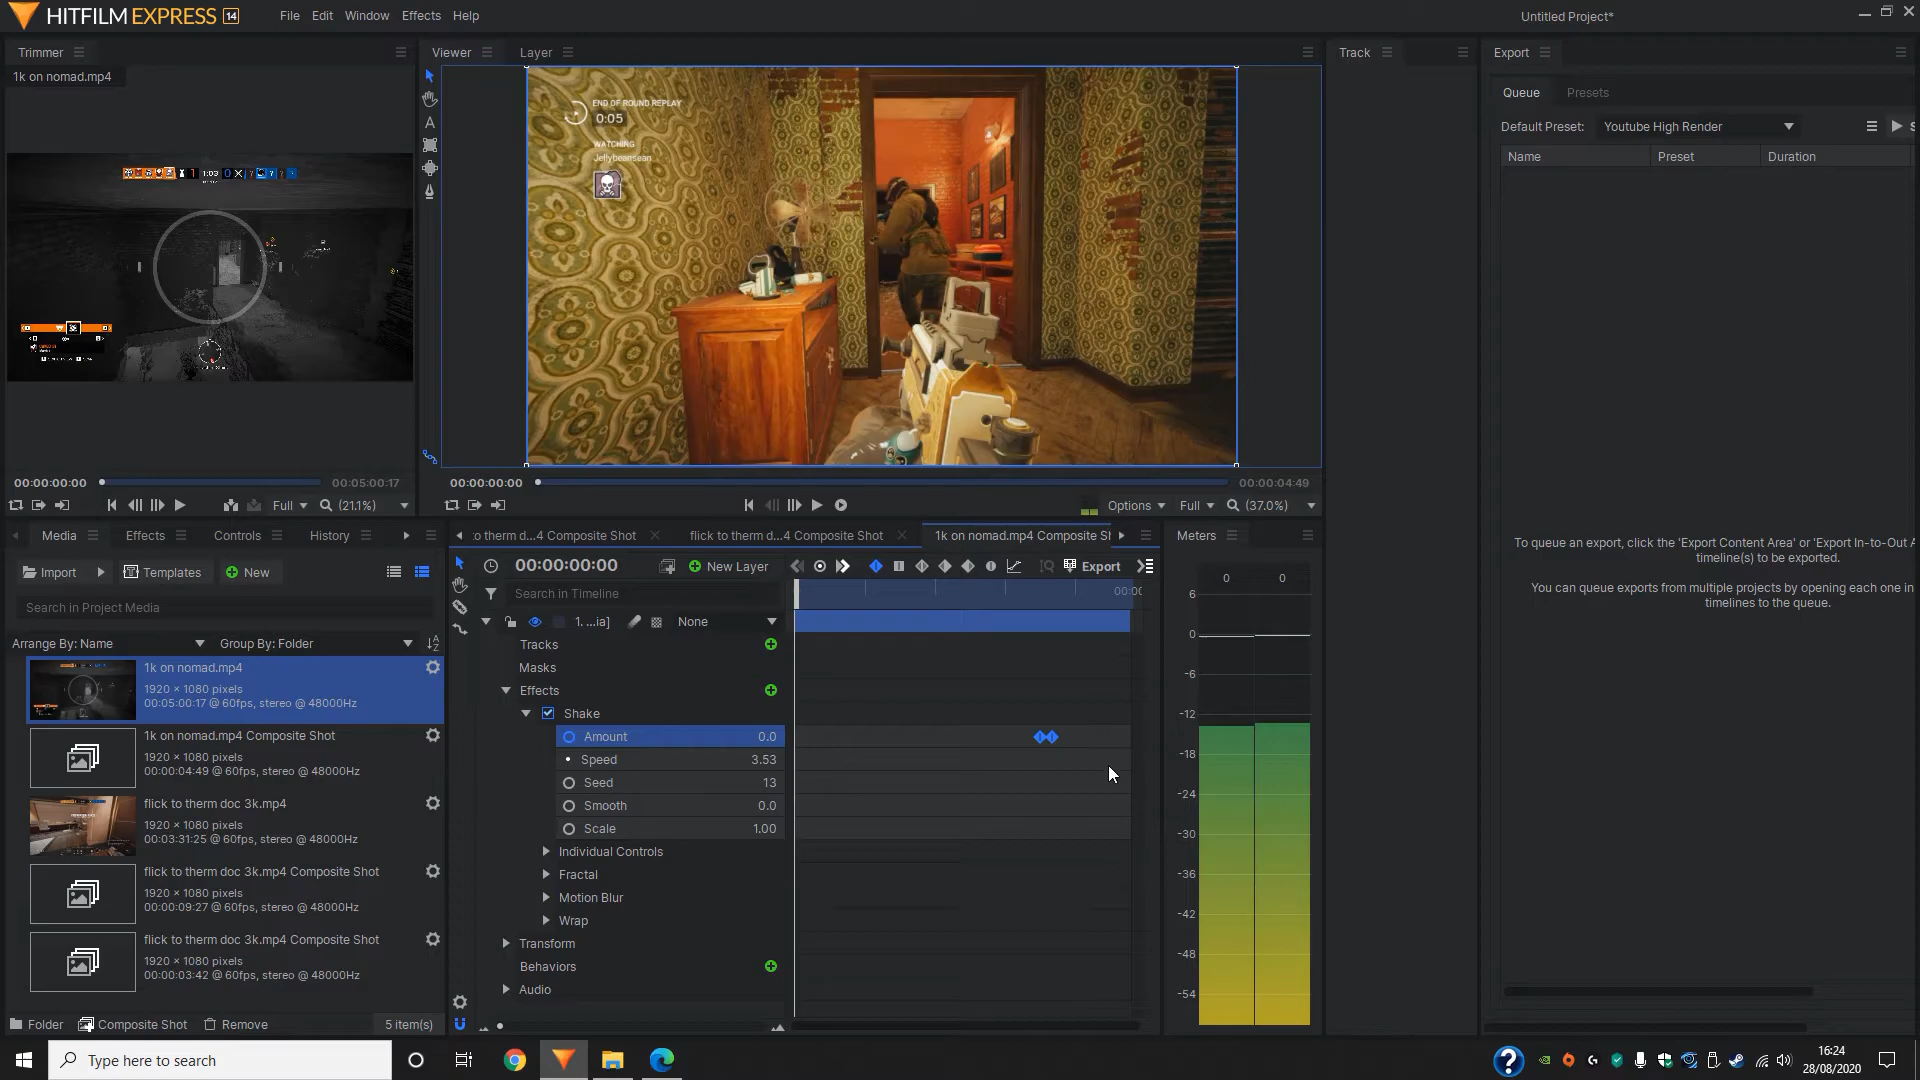 HITFILM EXPRESS 14
File Edit Window Effects Help
Untitled Project*
Trimmer
1k on nomad.mp4
Viewer
Layer
Track
Export
Queue
Presets
Default Preset: Youtube High Render
Name Preset Duration
END OF ROUND REPLAY
0:05
WATCHING
Jellybeansean
1:03
00:00:00:00
00:05:00:17
Full (21.1%)
00:00:00:00
00:00:04:49
Options Full (37.0%)
To queue an export, click the 'Export Content Area' or 'Export In-to-Out A
timeline(s) to be exported.
You can queue exports from multiple projects by opening each one in
timelines to the queue.
Media Effects Controls History
Import Templates New
Search in Project Media
Arrange By: Name Group By: Folder
1k on nomad.mp4
1920 × 1080 pixels
00:05:00:17 @ 60fps, stereo @ 48000Hz
1k on nomad.mp4 Composite Shot
1920 × 1080 pixels
00:00:04:49 @ 60fps, stereo @ 48000Hz
flick to therm doc 3k.mp4
1920 × 1080 pixels
00:03:31:25 @ 60fps, stereo @ 48000Hz
flick to therm doc 3k.mp4 Composite Shot
1920 × 1080 pixels
00:00:09:27 @ 60fps, stereo @ 48000Hz
flick to therm doc 3k.mp4 Composite Shot
1920 × 1080 pixels
00:00:03:42 @ 60fps, stereo @ 48000Hz
Folder Composite Shot Remove 5 item(s)
to therm d...4 Composite Shot
flick to therm d...4 Composite Shot
1k on nomad.mp4 Composite Sh
00:00:00:00
New Layer
Export
Search in Timeline
00:00
1. ...ia] None
Tracks
Masks
Effects
Shake
Amount 0.0
Speed 3.53
Seed 13
Smooth 0.0
Scale 1.00
Individual Controls
Fractal
Motion Blur
Wrap
Transform
Behaviors
Audio
Meters
0 0
6
0
-6
-12
-18
-24
-30
-36
-42
-48
-54
Type here to search
16:24
28/08/2020